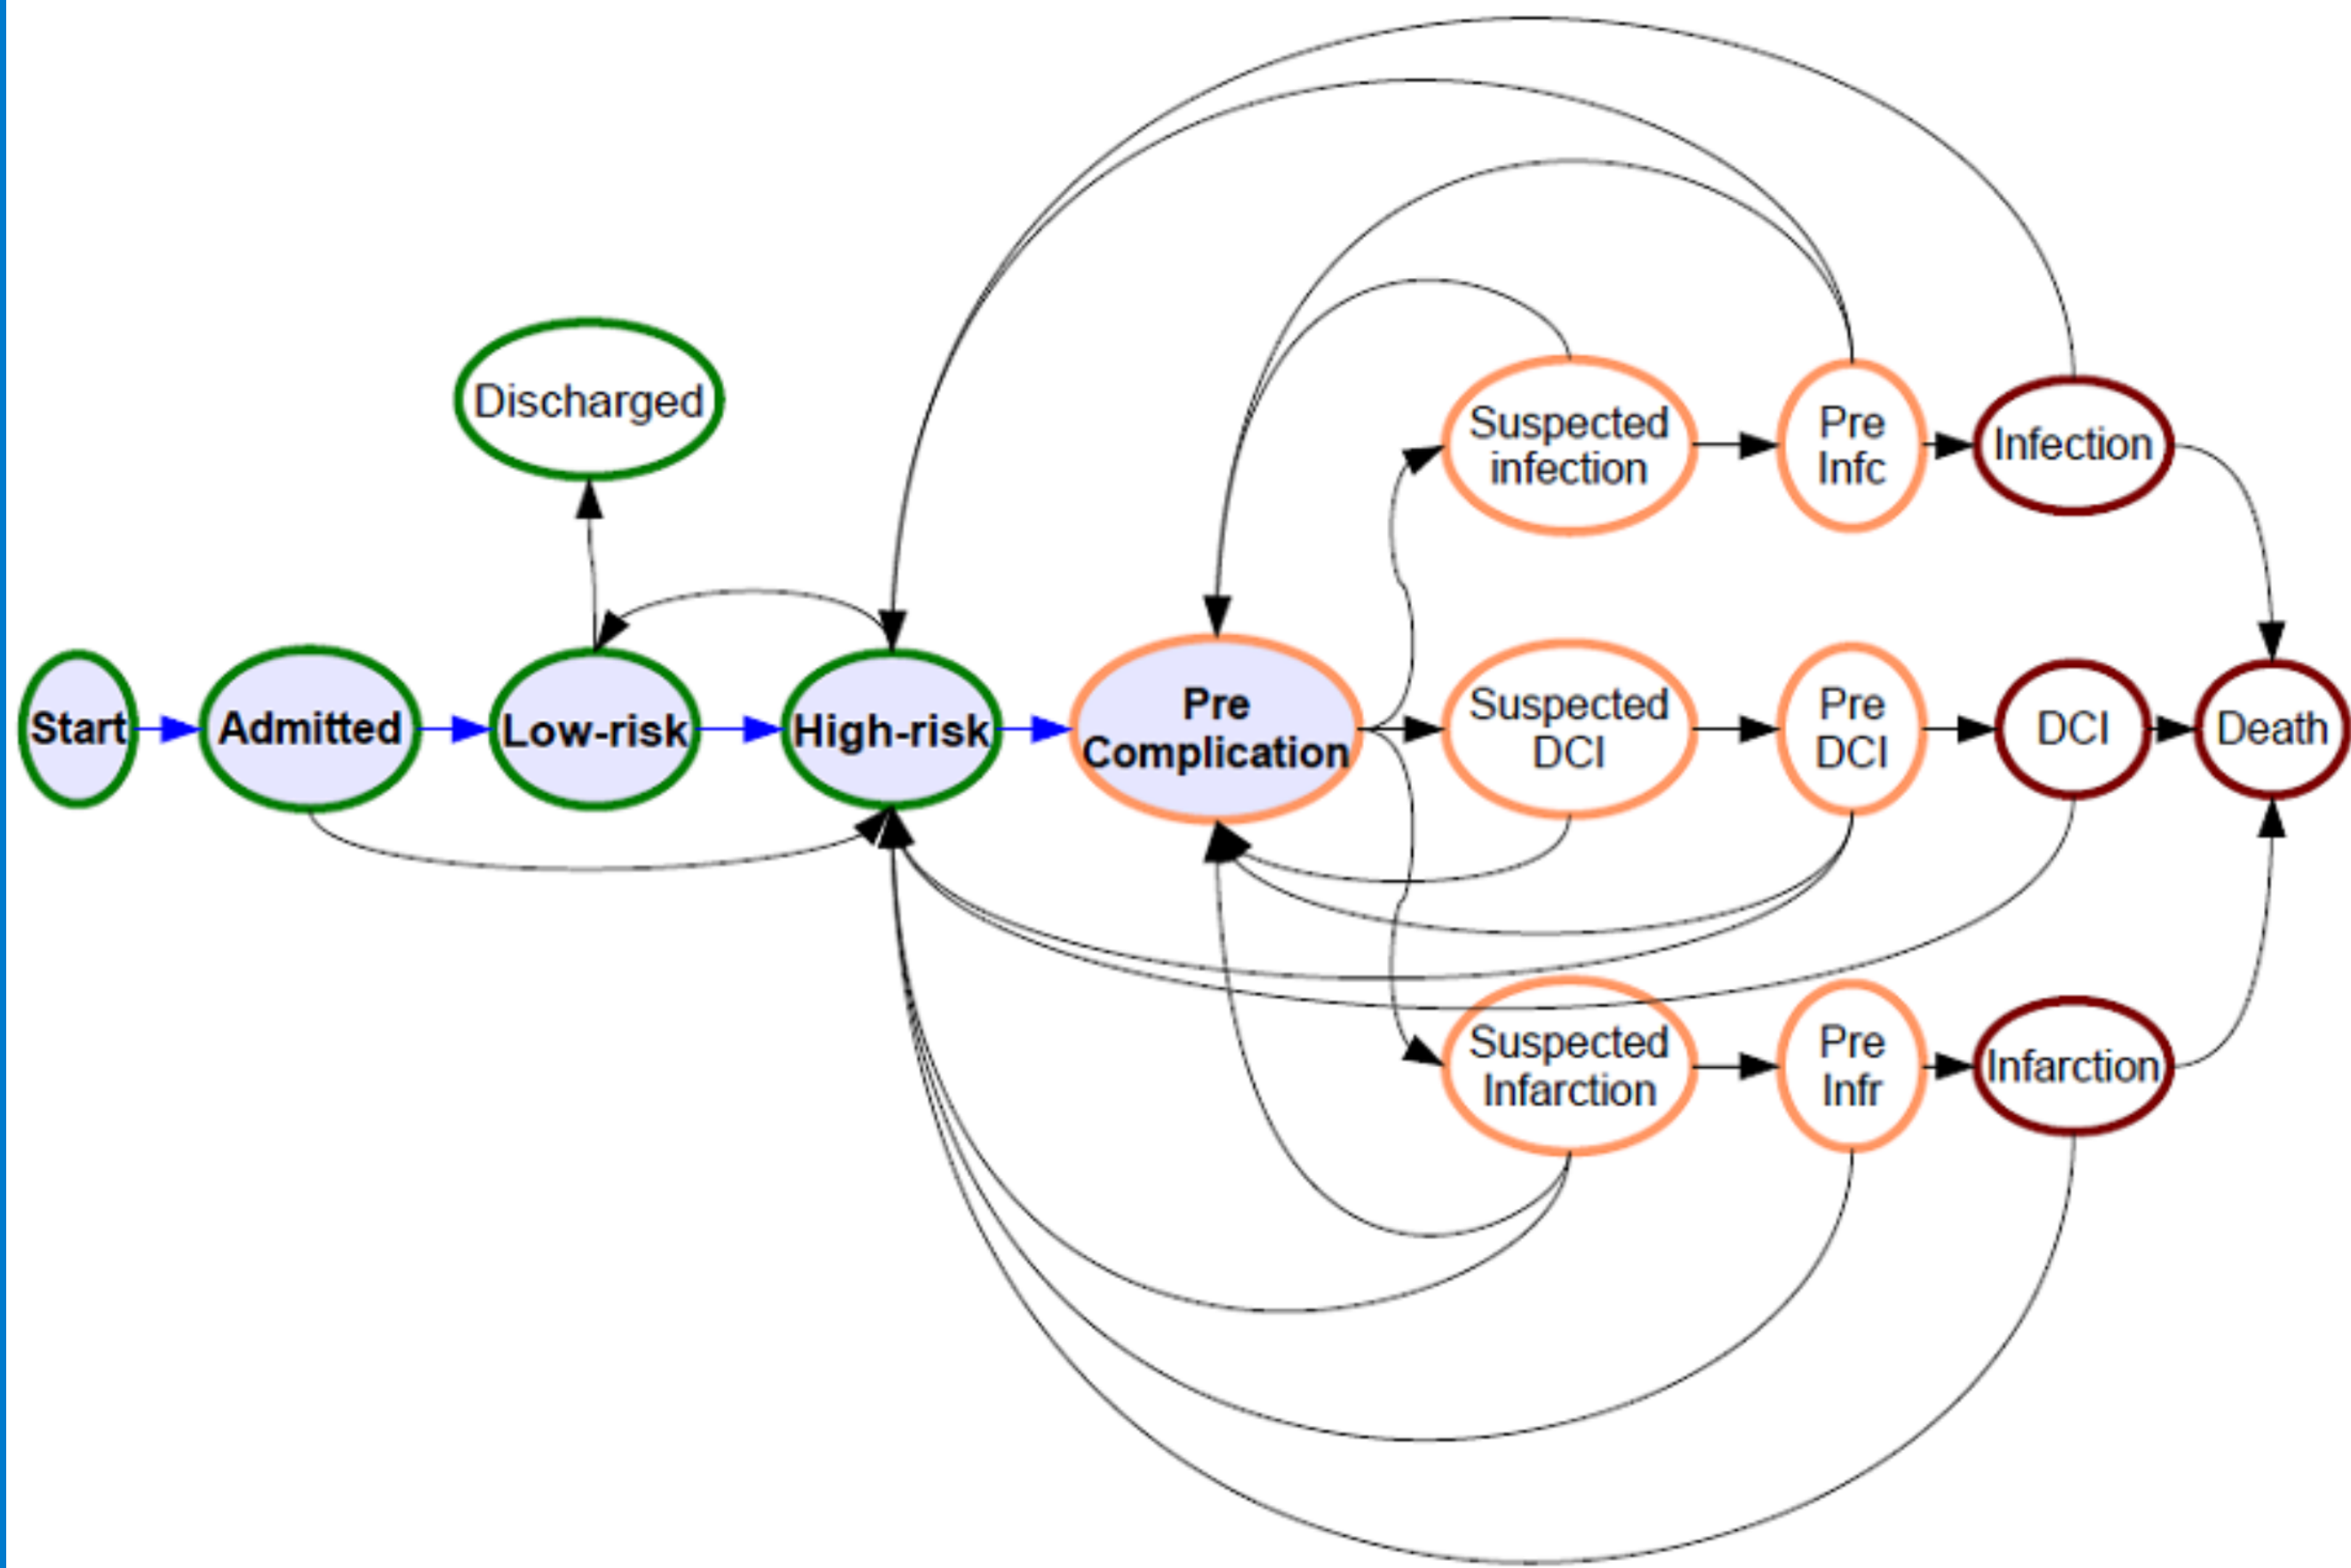 Discharged
Start
Admitted
Low-risk
High-risk
Pre
Complication
Suspected
infection
Pre
Infc
Infection
Suspected
DCI
Pre
DCI
DCI
Death
Suspected
Infarction
Pre
Infr
Infarction